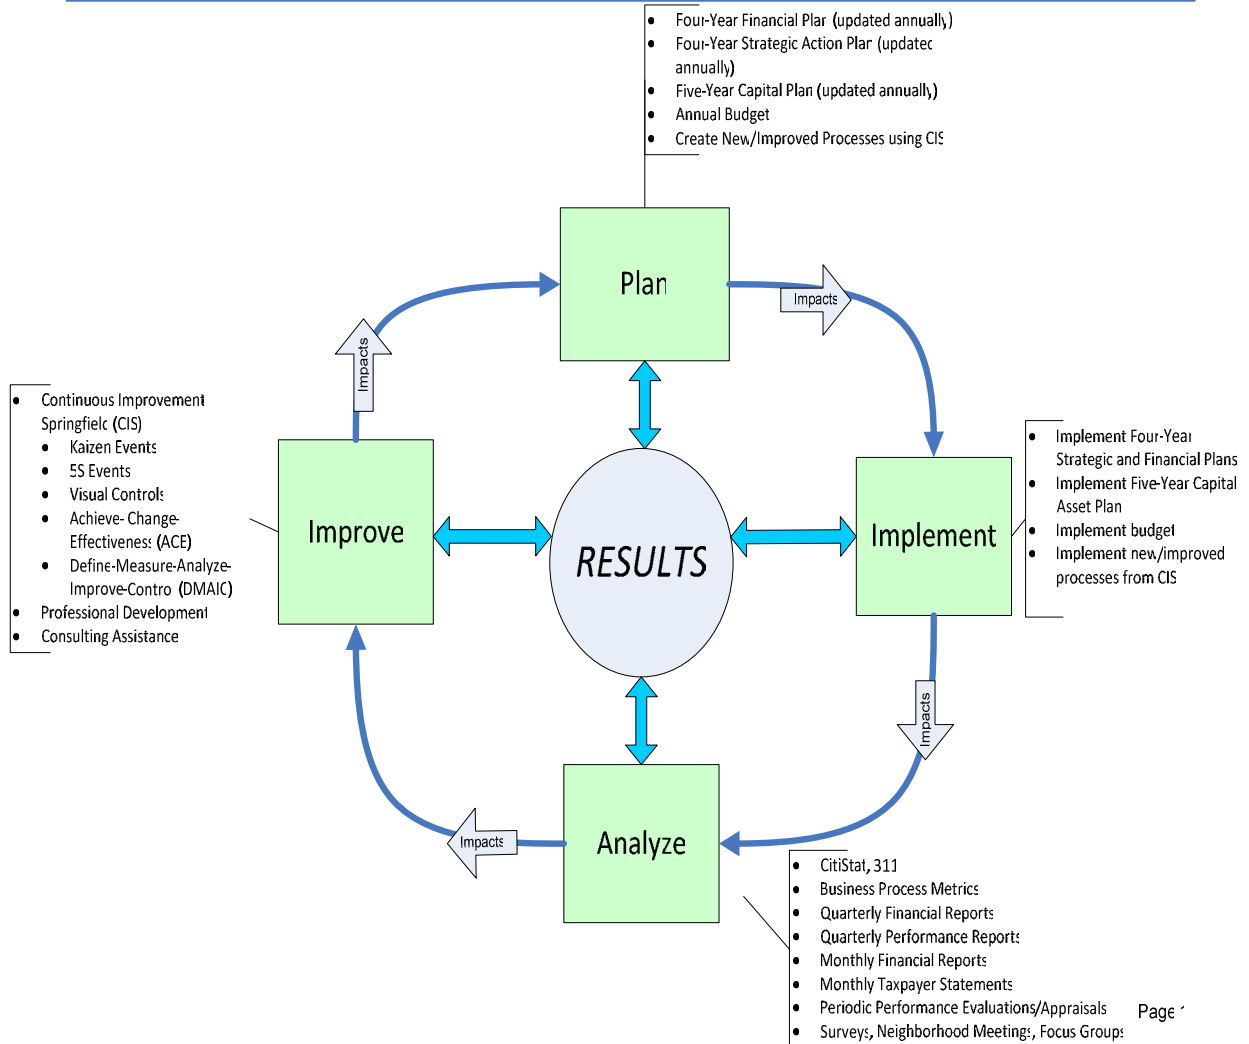 • Four-Year Financial Plan (updated annually)
• Four-Year Strategic Action Plan (updated
annually)
• Five-Year Capital Plan (updated annually)
• Annual Budget
• Create New/Improved Processes using CIS
Plan
Impacts
Impacts
• Continuous Improvement
Springfield (CIS)
• Kaizen Events
• 5S Events
• Visual Controls
• Achieve- Change-
Effectiveness (ACE)
• Define-Measure-Analyze-
Improve-Control (DMAIC)
• Professional Development
• Consulting Assistance
Improve
RESULTS
Implement
• Implement Four-Year
Strategic and Financial Plans
• Implement Five-Year Capital
Asset Plan
• Implement budget
• Implement new/improved
processes from CIS
Impacts
Impacts
Analyze
• CitiStat, 311
• Business Process Metrics
• Quarterly Financial Reports
• Quarterly Performance Reports
• Monthly Financial Reports
• Monthly Taxpayer Statements
• Periodic Performance Evaluations/Appraisals
• Surveys, Neighborhood Meetings, Focus Groups
Page 1